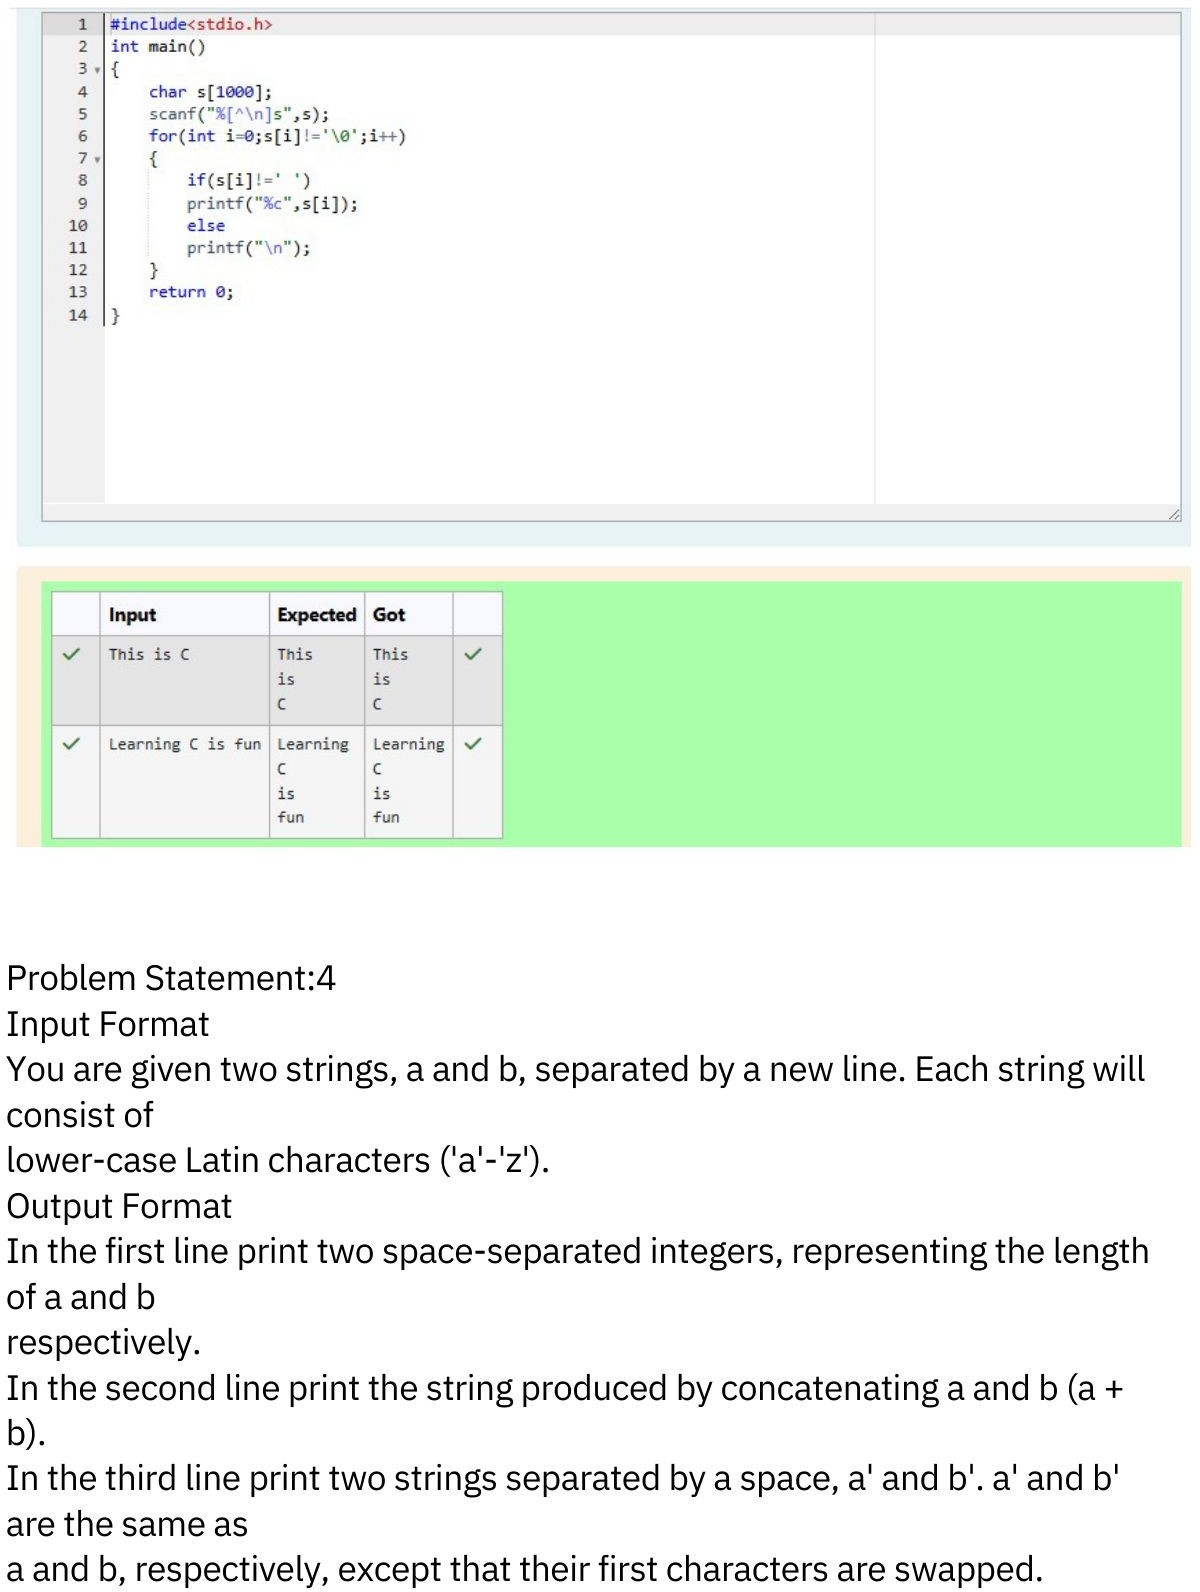 1 #include<stdio.h>
2 int main()
3 {
4 char s[1000];
5 scanf("%[^\n]s",s);
6 for(int i=0;s[i]!='\0';i++)
7 {
8 if(s[i]!=' ')
9 printf("%c",s[i]);
10 else
11 printf("\n");
12 }
13 return 0;
14 }
Input Expected Got
This is C This This
is is
C C
Learning C is fun Learning Learning
C C
is is
fun fun
Problem Statement:4
Input Format
You are given two strings, a and b, separated by a new line. Each string will
consist of
lower-case Latin characters ('a'-'z').
Output Format
In the first line print two space-separated integers, representing the length
of a and b
respectively.
In the second line print the string produced by concatenating a and b (a +
b).
In the third line print two strings separated by a space, a' and b'. a' and b'
are the same as
a and b, respectively, except that their first characters are swapped.